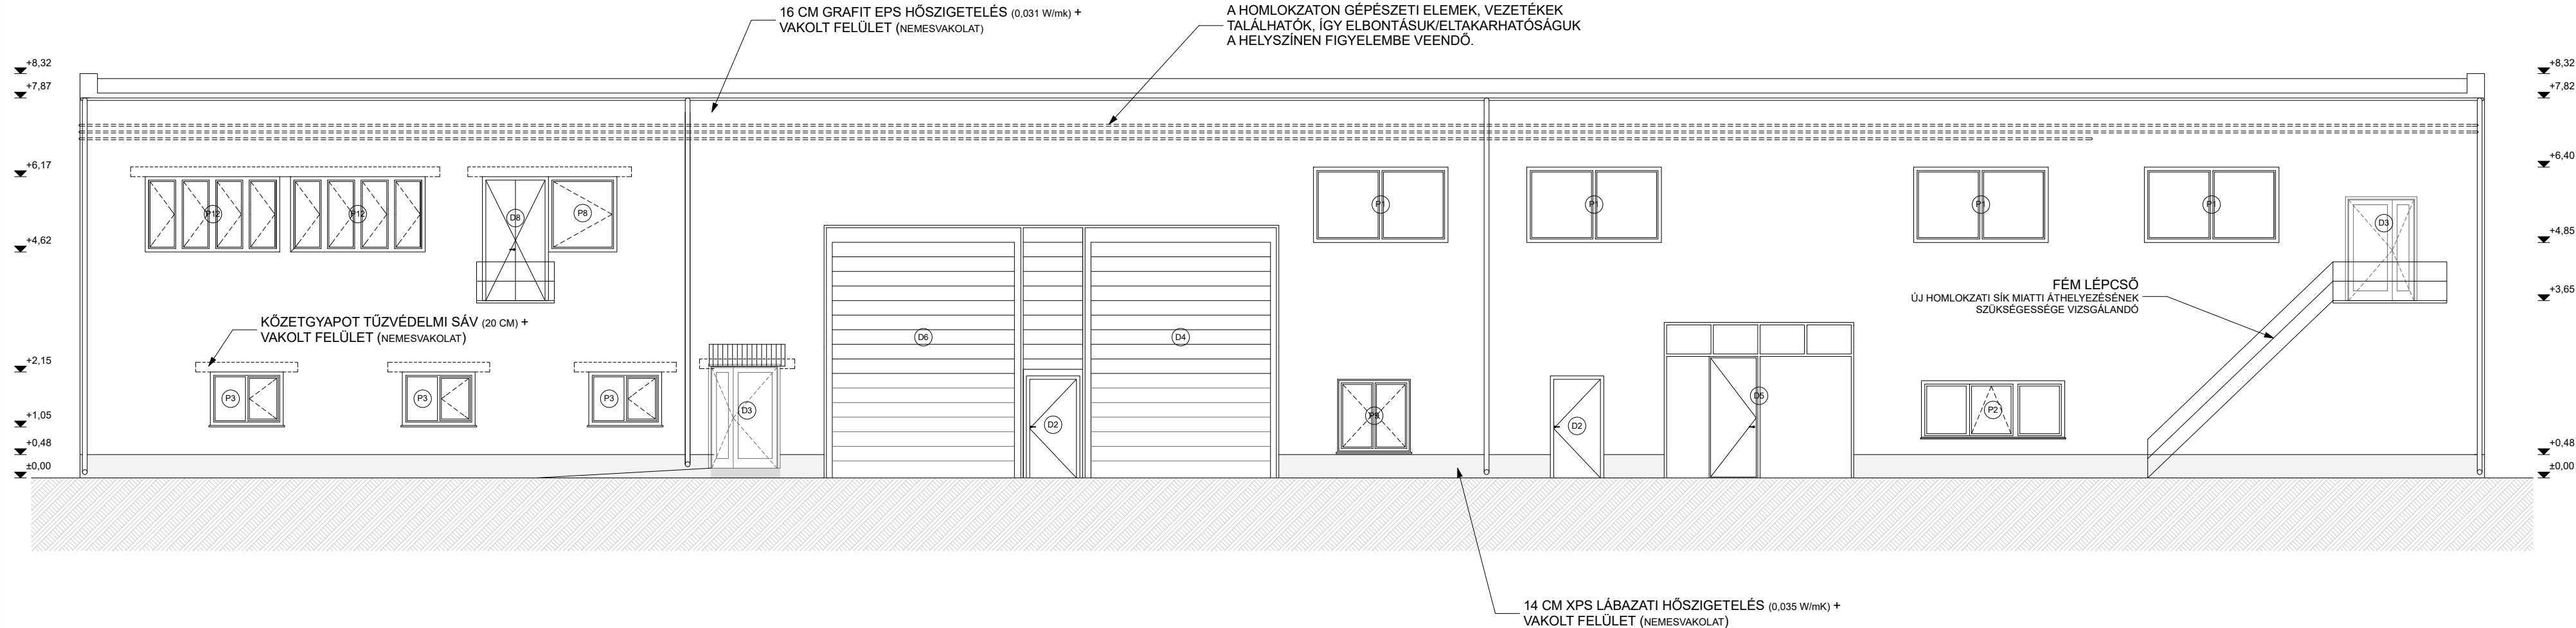 16 CM GRAFIT EPS HŐSZIGETELÉS (0,031 W/mk) +
VAKOLT FELÜLET (NEMESVAKOLAT)
A HOMLOKZATON GÉPÉSZETI ELEMEK, VEZETÉKEK
TALÁLHATÓK, ÍGY ELBONTÁSUK/ELTAKARHATÓSÁGUK
A HELYSZÍNEN FIGYELEMBE VEENDŐ.
+8,32
+7,87
+6,17
+4,62
+2,15
+1,05
+0,48
±0,00
+8,32
+7,82
+6,40
+4,85
+3,65
+0,48
±0,00
P12
P12
D8
P8
P1
P1
P1
P1
D3
KŐZETGYAPOT TŰZVÉDELMI SÁV (20 CM) +
VAKOLT FELÜLET (NEMESVAKOLAT)
FÉM LÉPCSŐ
ÚJ HOMLOKZATI SÍK MIATTI ÁTHELYEZÉSÉNEK
SZÜKSÉGESSÉGE VIZSGÁLANDÓ
D6
D4
P3
P3
P3
D3
D2
D2
D5
P2
14 CM XPS LÁBAZATI HŐSZIGETELÉS (0,035 W/mK) +
VAKOLT FELÜLET (NEMESVAKOLAT)